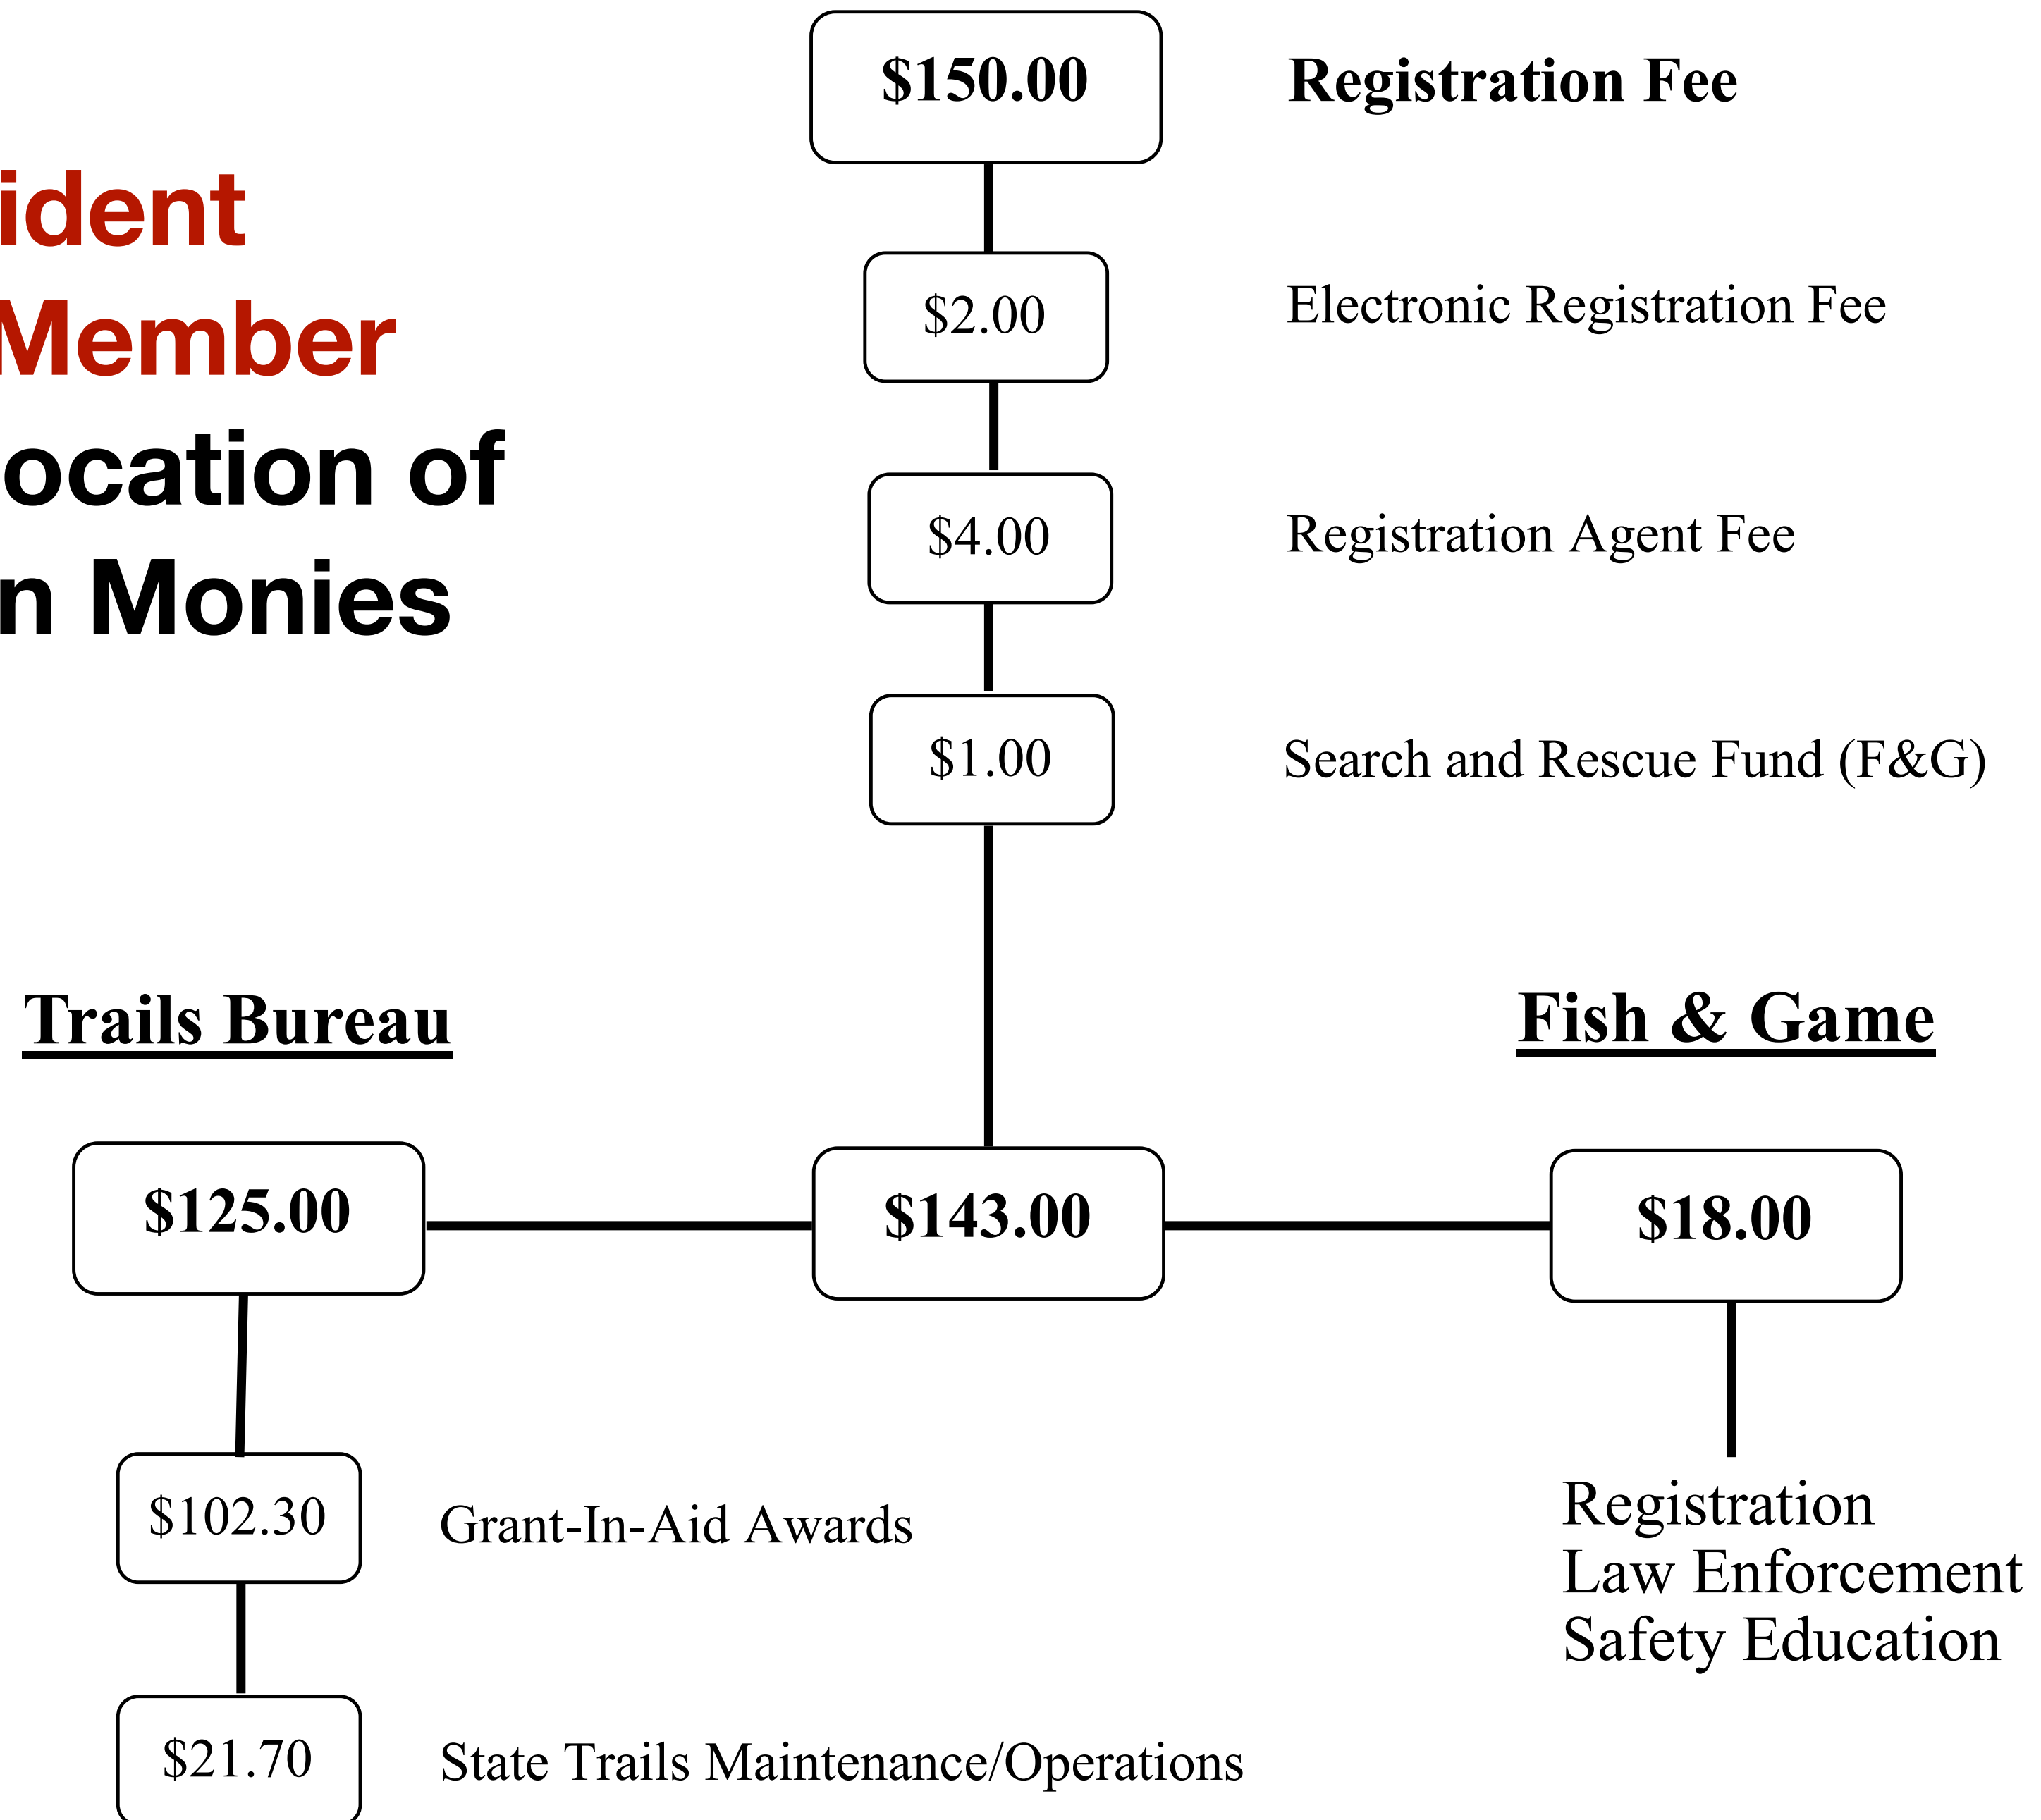 $150.00 Registration Fee
ident
Member
$2.00 Electronic Registration Fee
ocation of
$4.00 Registration Agent Fee
n Monies
$1.00 Search and Rescue Fund (F&G)
Trails Bureau
Fish & Game
$125.00
$143.00
$18.00
$102.30 Grant-In-Aid Awards
Registration
Law Enforcement
Safety Education
$21.70 State Trails Maintenance/Operations